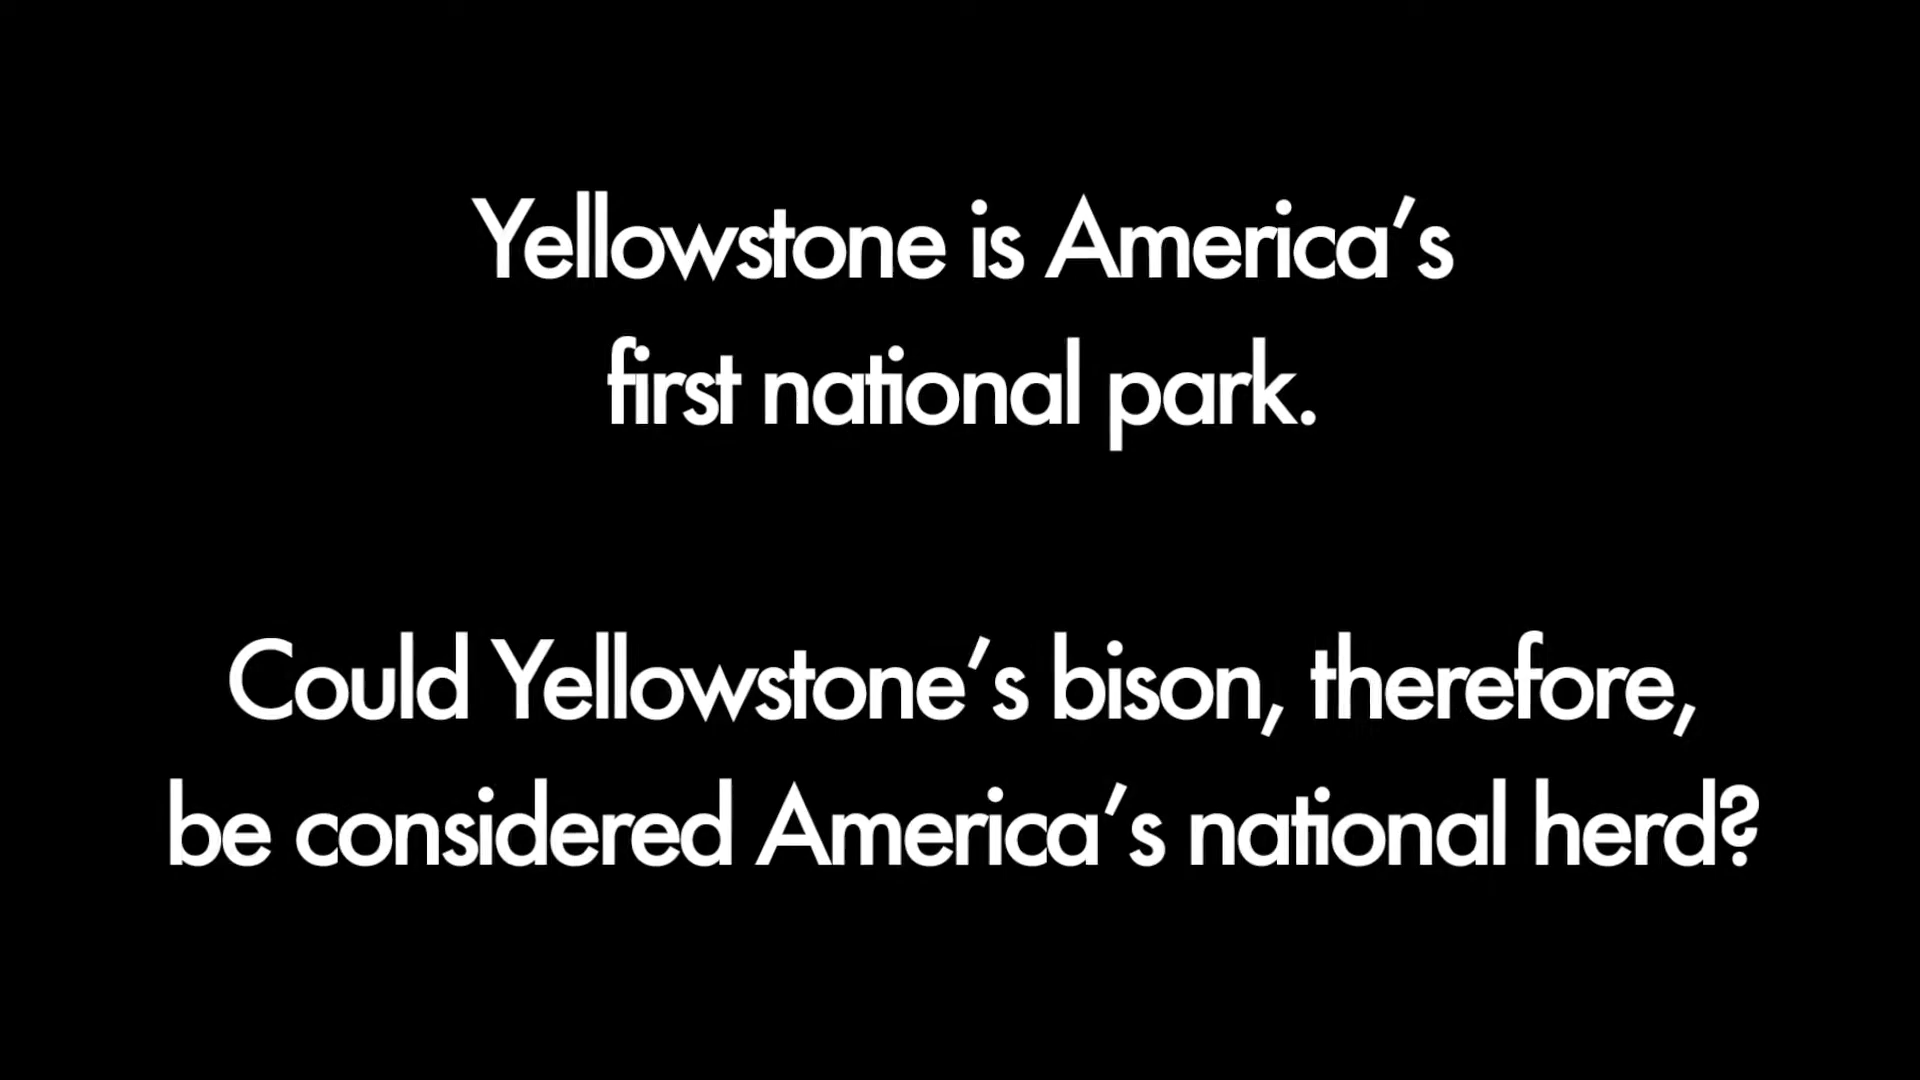 Yellowstone is America’s
first national park.
Could Yellowstone’s bison, therefore,
be considered America’s national herd?